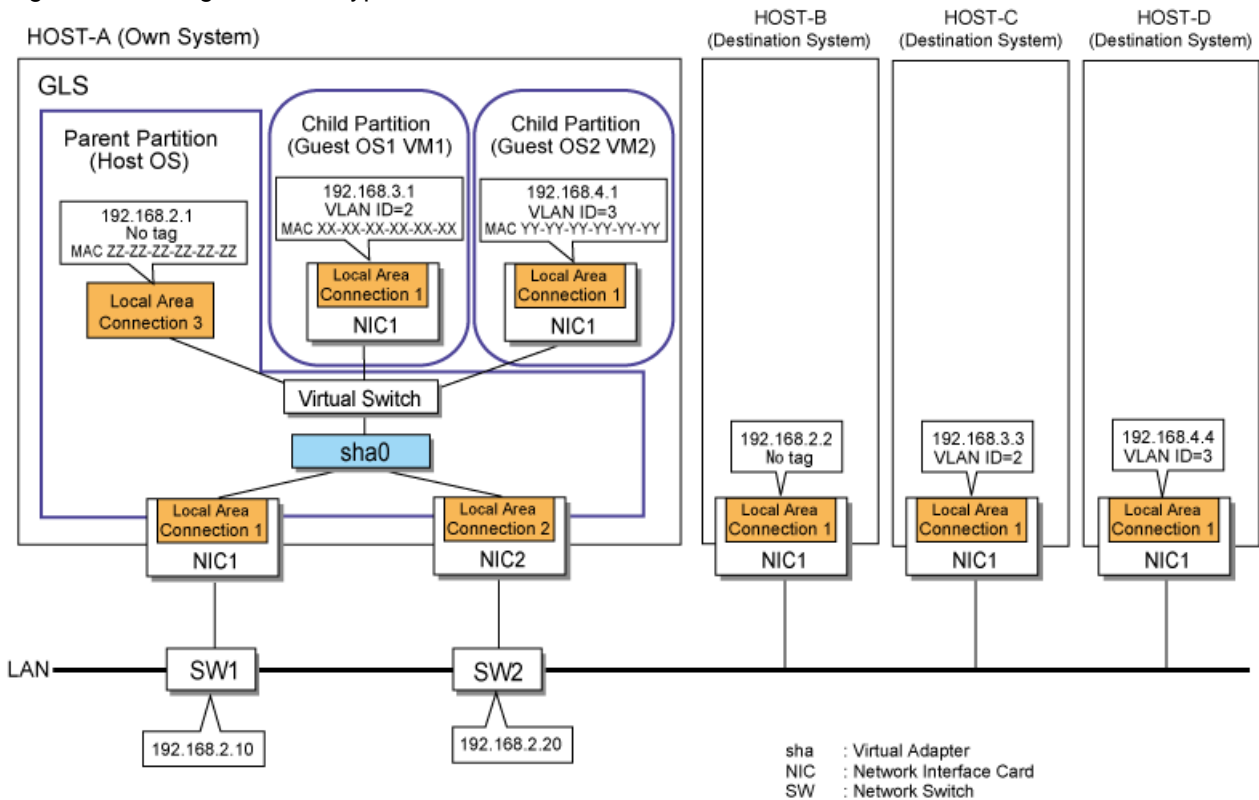 HOST-A (Own System)
GLS
Parent Partition
(Host OS)
192.168.2.1
No tag
MAC ZZ-ZZ-ZZ-ZZ-ZZ-ZZ
Local Area
Connection 3
Child Partition
(Guest OS1 VM1)
192.168.3.1
VLAN ID=2
MAC XX-XX-XX-XX-XX-XX
Local Area
Connection 1
NIC1
Child Partition
(Guest OS2 VM2)
192.168.4.1
VLAN ID=3
MAC YY-YY-YY-YY-YY-YY
Local Area
Connection 1
NIC1
Virtual Switch
sha0
Local Area
Connection 1
NIC1
Local Area
Connection 2
NIC2
HOST-B
(Destination System)
192.168.2.2
No tag
Local Area
Connection 1
NIC1
HOST-C
(Destination System)
192.168.3.3
VLAN ID=2
Local Area
Connection 1
NIC1
HOST-D
(Destination System)
192.168.4.4
VLAN ID=3
Local Area
Connection 1
NIC1
LAN
SW1
SW2
192.168.2.10
192.168.2.20
sha : Virtual Adapter
NIC : Network Interface Card
SW : Network Switch